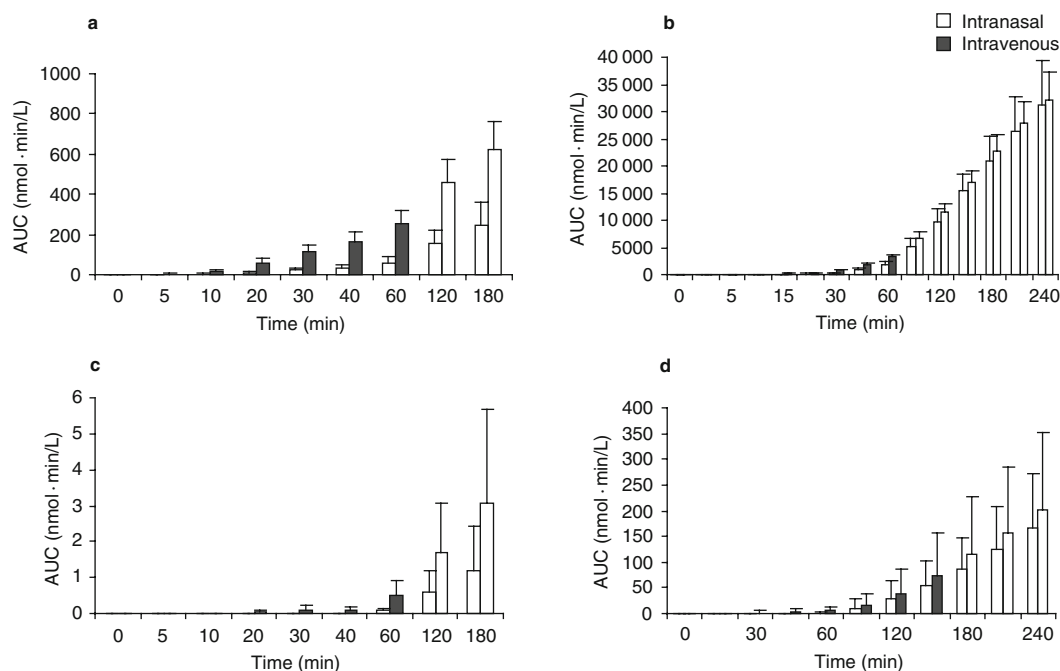 a
AUC (nmol·min/L)
1000
800
600
400
200
0
0 5 10 20 30 40 60 120 180
Time (min)
b
Intranasal
Intravenous
AUC (nmol·min/L)
40 000
35 000
30 000
25 000
20 000
15 000
10 000
5000
0
0 5 15 30 60 120 180 240
Time (min)
c
AUC (nmol·min/L)
6
5
4
3
2
1
0
0 5 10 20 30 40 60 120 180
Time (min)
d
AUC (nmol·min/L)
400
350
300
250
200
150
100
50
0
0 30 60 120 180 240
Time (min)